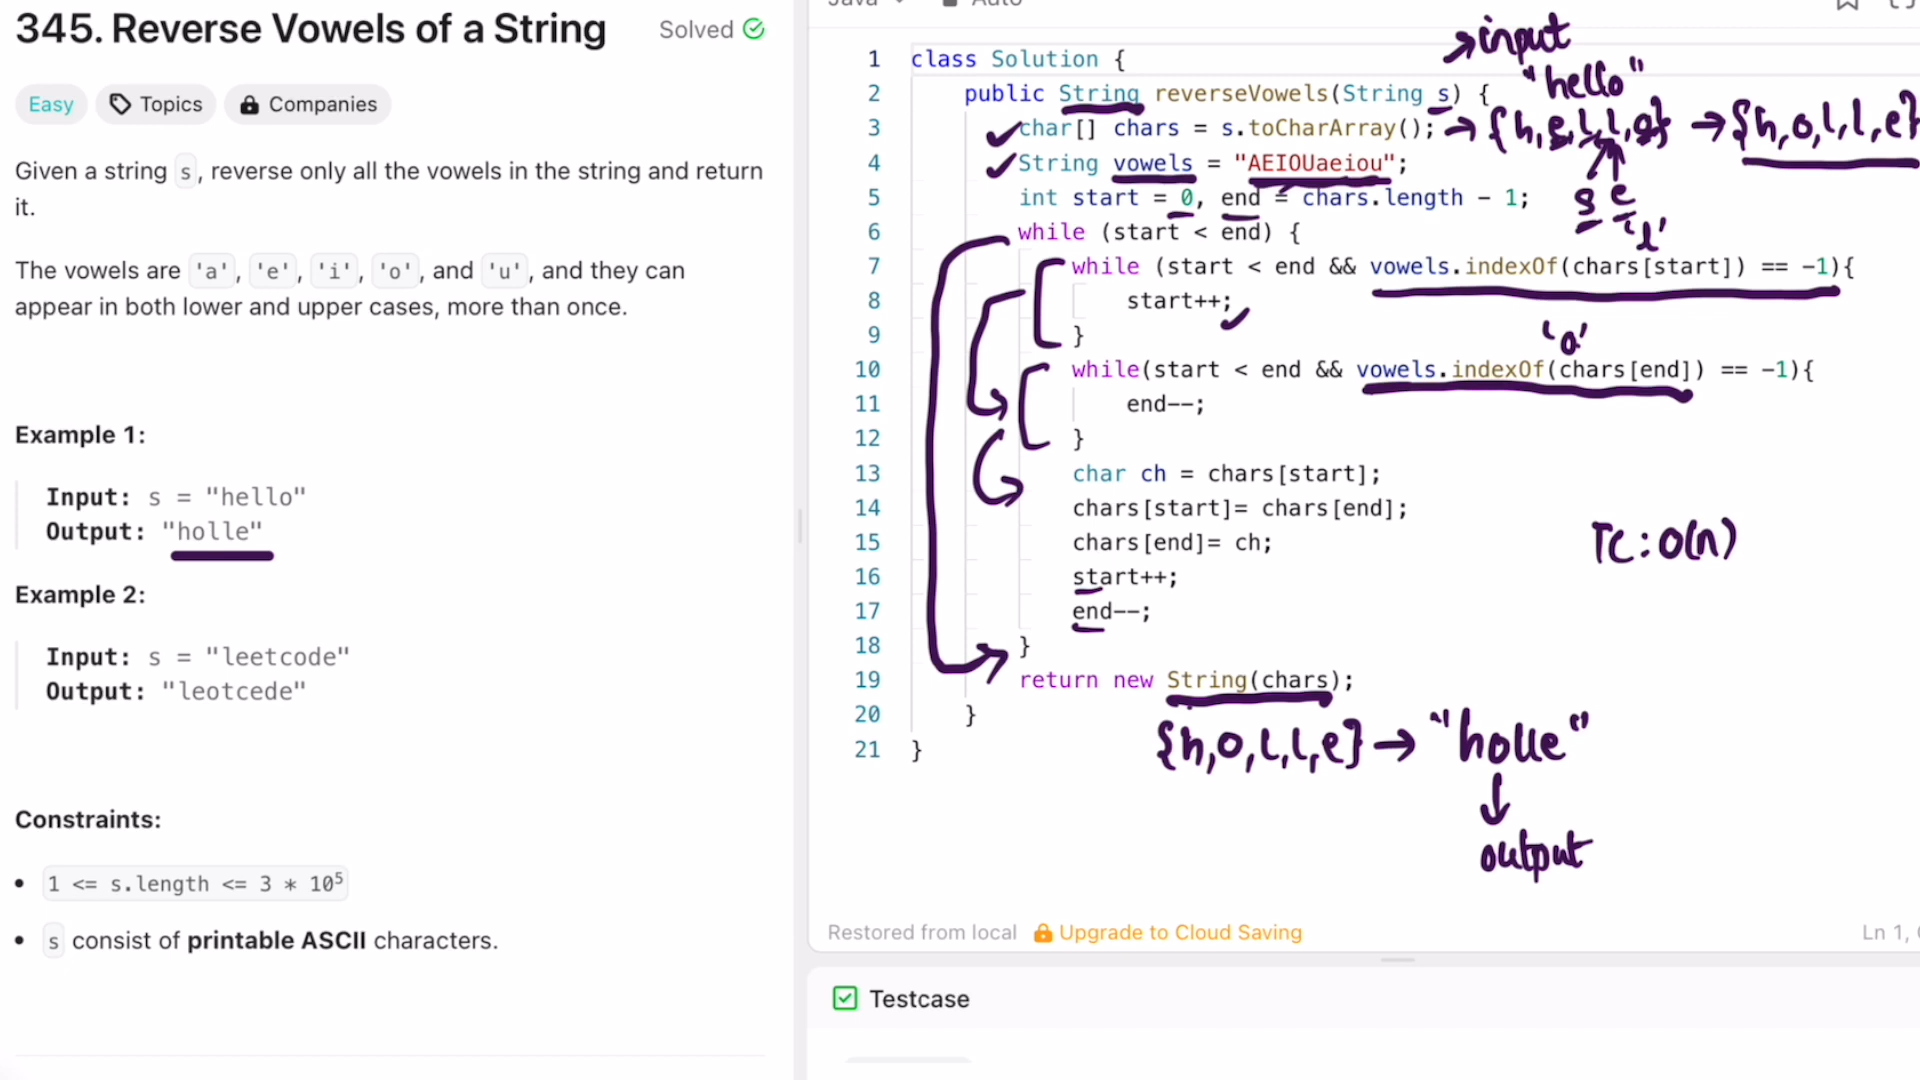 345. Reverse Vowels of a String
Solved
Easy
Topics
Companies
Given a string s, reverse only all the vowels in the string and return
it.
The vowels are 'a', 'e', 'i', 'o', and 'u', and they can
appear in both lower and upper cases, more than once.
Example 1:
Input: s = "hello"
Output: "holle"
Example 2:
Input: s = "leetcode"
Output: "leotcede"
Constraints:
1 <= s.length <= 3 * 10⁵
s consist of printable ASCII characters.
Java Auto
1 class Solution {
2 public String reverseVowels(String s) {
3 char[] chars = s.toCharArray();
4 String vowels = "AEIOUaeiou";
5 int start = 0, end = chars.length - 1;
6 while (start < end) {
7 while (start < end && vowels.indexOf(chars[start]) == -1){
8 start++;
9 }
10 while(start < end && vowels.indexOf(chars[end]) == -1){
11 end--;
12 }
13 char ch = chars[start];
14 chars[start]= chars[end];
15 chars[end]= ch;
16 start++;
17 end--;
18 }
19 return new String(chars);
20 }
21 }
→input
"hello"
→{h,e,l,l,o} →{h,o,l,l,e}
s e
'l'
'o'
TC:O(n)
{h,o,l,l,e}→ "holle"
↓
output
Restored from local Upgrade to Cloud Saving
Ln 1,
Testcase